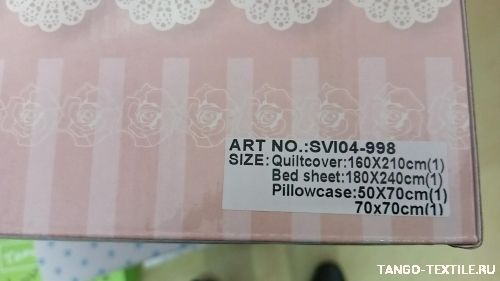 ART NO.:SVI04-998
SIZE:Quiltcover:160X210cm(1)
Bed sheet:180X240cm(1)
Pillowcase:50X70cm(1)
70x70cm(1)
TANGO-TEXTILE.RU